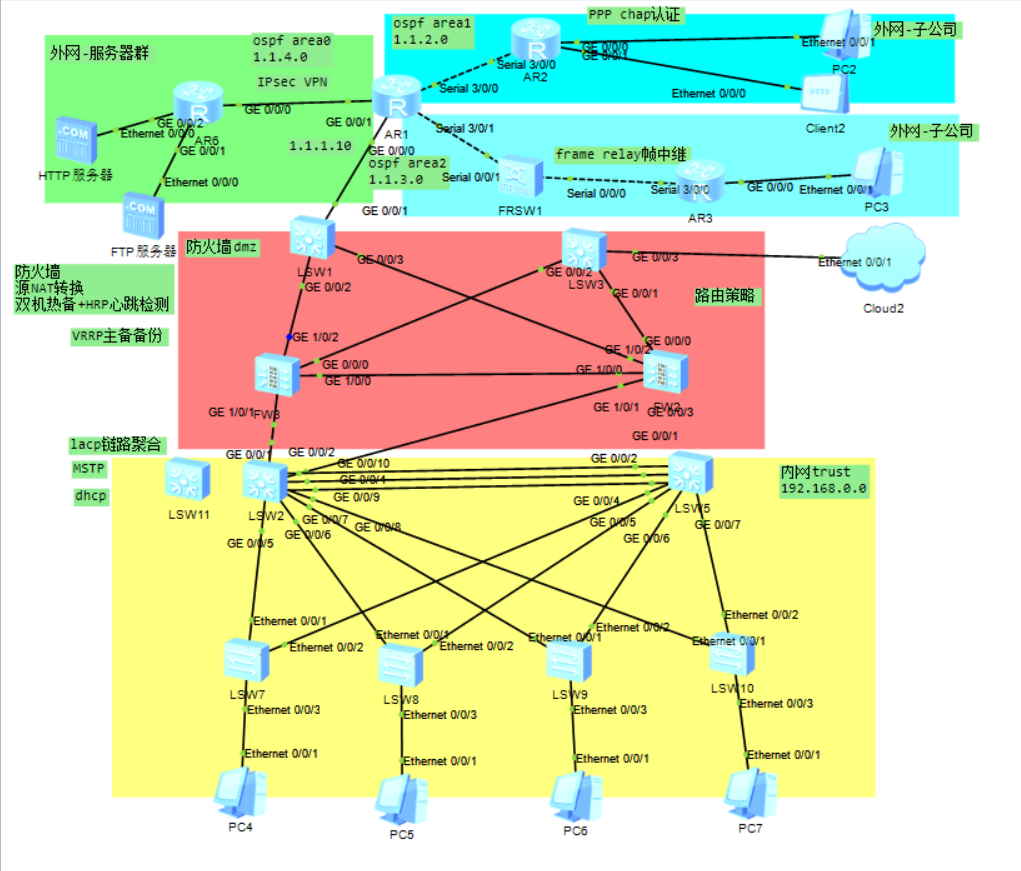 PPP chap认证
ospf area1
1.1.2.0
外网-子公司
外网-服务器群
ospf area0
1.1.4.0
IPsec VPN
GE 0/0/0
GE 0/0/1
Ethernet 0/0/1
PC2
Serial 3/0/0
AR2
Serial 3/0/0
Ethernet 0/0/0
HTTP
Client2
GE 0/0/0
GE 0/0/1
AR1
GE 0/0/2
Ethernet 0/0/0
AR6
GE 0/0/1
.COM
HTTP服务器
Ethernet 0/0/0
.COM
FTP服务器
1.1.1.10
GE 0/0/0
ospf area2
1.1.3.0
Serial 3/0/1
Serial 0/0/1
FRSW1
frame relay帧中继
Serial 0/0/0
Serial 3/0/0
AR3
GE 0/0/0
Ethernet 0/0/1
PC3
外网-子公司
GE 0/0/1
防火墙dmz
LSW1
GE 0/0/3
GE 0/0/2
GE 0/0/2
LSW3
GE 0/0/3
GE 0/0/1
Ethernet 0/0/1
Cloud2
路由策略
防火墙
源NAT转换
双机热备+HRP心跳检测
VRRP主备备份
GE 1/0/2
GE 0/0/0
GE 1/0/0
GE 1/0/1
FW3
GE 0/0/0
GE 1/0/2
GE 1/0/0
GE 1/0/1
FW2
GE 0/0/3
GE 0/0/1
lacp链路聚合
MSTP
dhcp
LSW11
GE 0/0/1
GE 0/0/2
GE 0/0/10
GE 0/0/1
GE 0/0/9
LSW2
GE 0/0/7
GE 0/0/8
GE 0/0/6
GE 0/0/5
GE 0/0/2
GE 0/0/4
GE 0/0/5
GE 0/0/6
LSW5
GE 0/0/7
内网trust
192.168.0.0
Ethernet 0/0/1
Ethernet 0/0/2
LSW7
Ethernet 0/0/3
Ethernet 0/0/1
Ethernet 0/0/2
LSW8
Ethernet 0/0/3
Ethernet 0/0/1
Ethernet 0/0/2
LSW9
Ethernet 0/0/3
Ethernet 0/0/2
Ethernet 0/0/1
LSW10
Ethernet 0/0/3
Ethernet 0/0/1
PC4
Ethernet 0/0/1
PC5
Ethernet 0/0/1
PC6
Ethernet 0/0/1
PC7